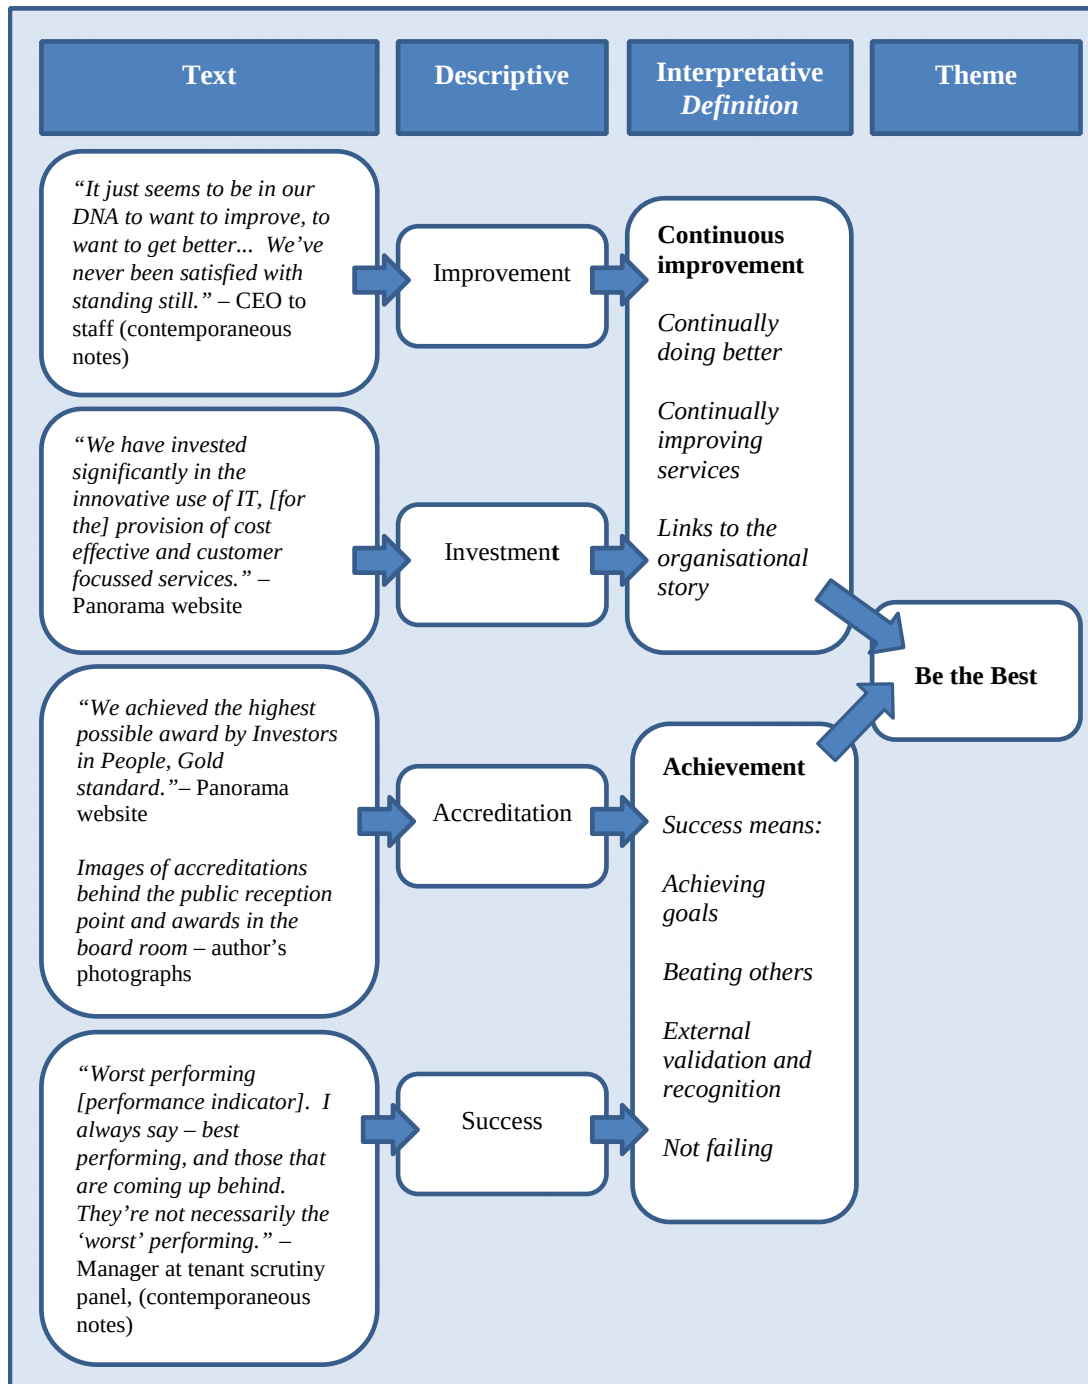 Text
Descriptive
Interpretative
Definition
Theme
“It just seems to be in our
DNA to want to improve, to
want to get better...  We’ve
never been satisfied with
standing still.” – CEO to
staff (contemporaneous
notes)
Improvement
Continuous
improvement
Continually
doing better
Continually
improving
services
Links to the
organisational
story
“We have invested
significantly in the
innovative use of IT, [for
the] provision of cost
effective and customer
focussed services.” –
Panorama website
Investment
Be the Best
“We achieved the highest
possible award by Investors
in People, Gold
standard.”– Panorama
website
Images of accreditations
behind the public reception
point and awards in the
board room – author’s
photographs
Accreditation
Achievement
Success means:
Achieving
goals
Beating others
External
validation and
recognition
Not failing
“Worst performing
[performance indicator].  I
always say – best
performing, and those that
are coming up behind.
They’re not necessarily the
‘worst’ performing.” –
Manager at tenant scrutiny
panel, (contemporaneous
notes)
Success